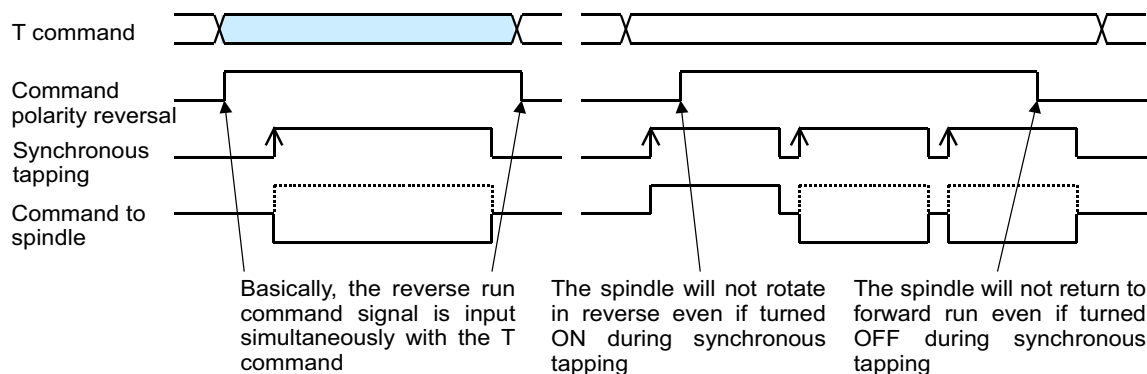 T command
Command
polarity reversal
Synchronous
tapping
Command to
spindle
Basically, the reverse run
command signal is input
simultaneously with the T
command
The spindle will not rotate
in reverse even if turned
ON during synchronous
tapping
The spindle will not return to
forward run even if turned
OFF during synchronous
tapping